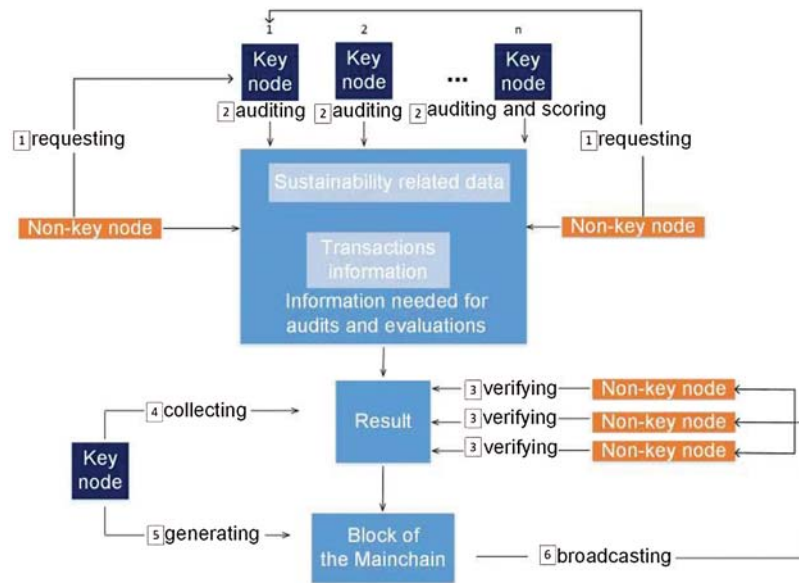 1 2 n
Key
node
Key
node
...
Key
node
2 auditing
2 auditing
2 auditing and scoring
1 requesting
1 requesting
Sustainability related data
Non-key node
Non-key node
Transactions
information
Information needed for
audits and evaluations
3 verifying
Non-key node
4 collecting
Result
3 verifying
Non-key node
3 verifying
Non-key node
Key
node
5 generating
Block of
the Mainchain
6 broadcasting